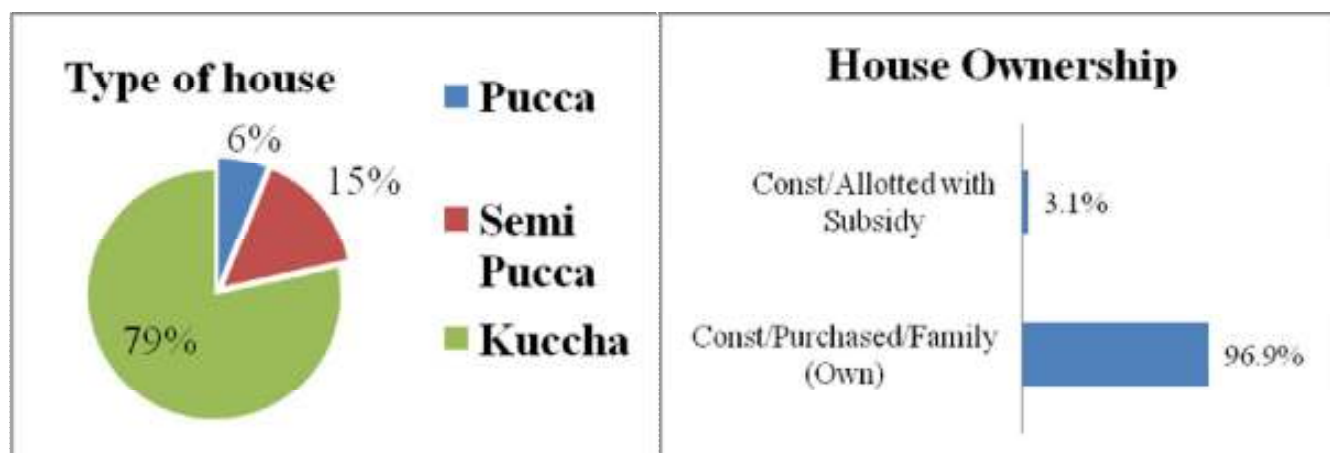 Type of house
6%
15%
79%
Pucca
Semi
Pucca
Kuccha
House Ownership
Const/Allotted with
Subsidy
3.1%
Const/Purchased/Family
(Own)
96.9%